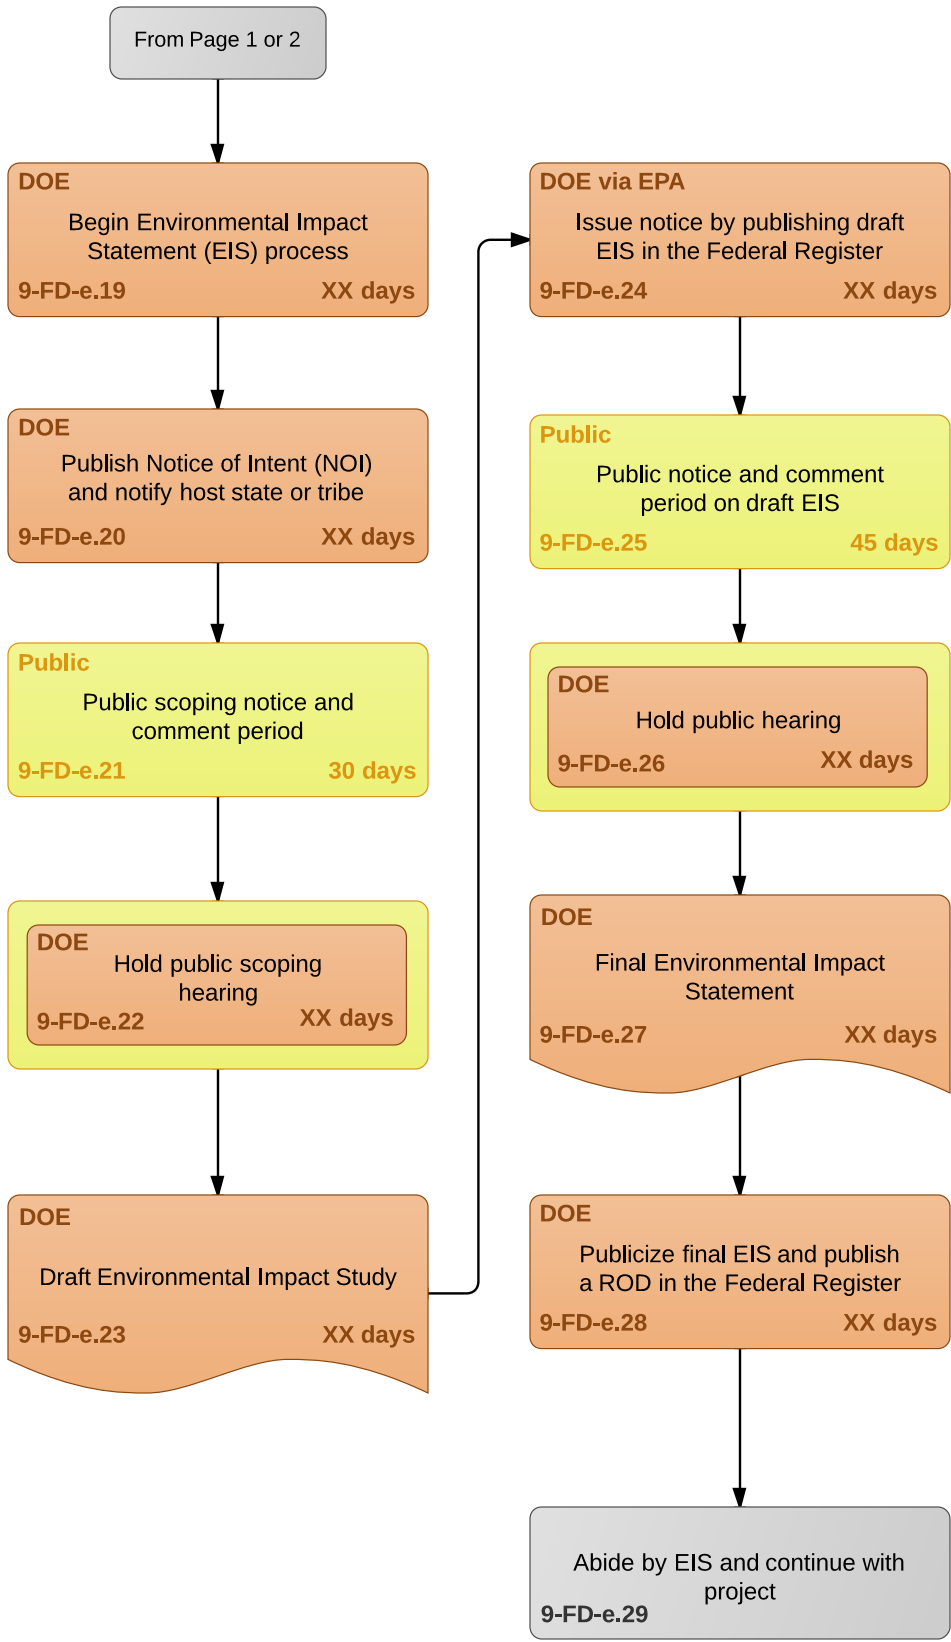 From Page 1 or 2
DOE
Begin Environmental Impact
Statement (EIS) process
9-FD-e.19 XX days
DOE
Publish Notice of Intent (NOI)
and notify host state or tribe
9-FD-e.20 XX days
Public
Public scoping notice and
comment period
9-FD-e.21 30 days
DOE
Hold public scoping
hearing
9-FD-e.22 XX days
DOE
Draft Environmental Impact Study
9-FD-e.23 XX days
DOE via EPA
Issue notice by publishing draft
EIS in the Federal Register
9-FD-e.24 XX days
Public
Public notice and comment
period on draft EIS
9-FD-e.25 45 days
DOE
Hold public hearing
9-FD-e.26 XX days
DOE
Final Environmental Impact
Statement
9-FD-e.27 XX days
DOE
Publicize final EIS and publish
a ROD in the Federal Register
9-FD-e.28 XX days
Abide by EIS and continue with
project
9-FD-e.29